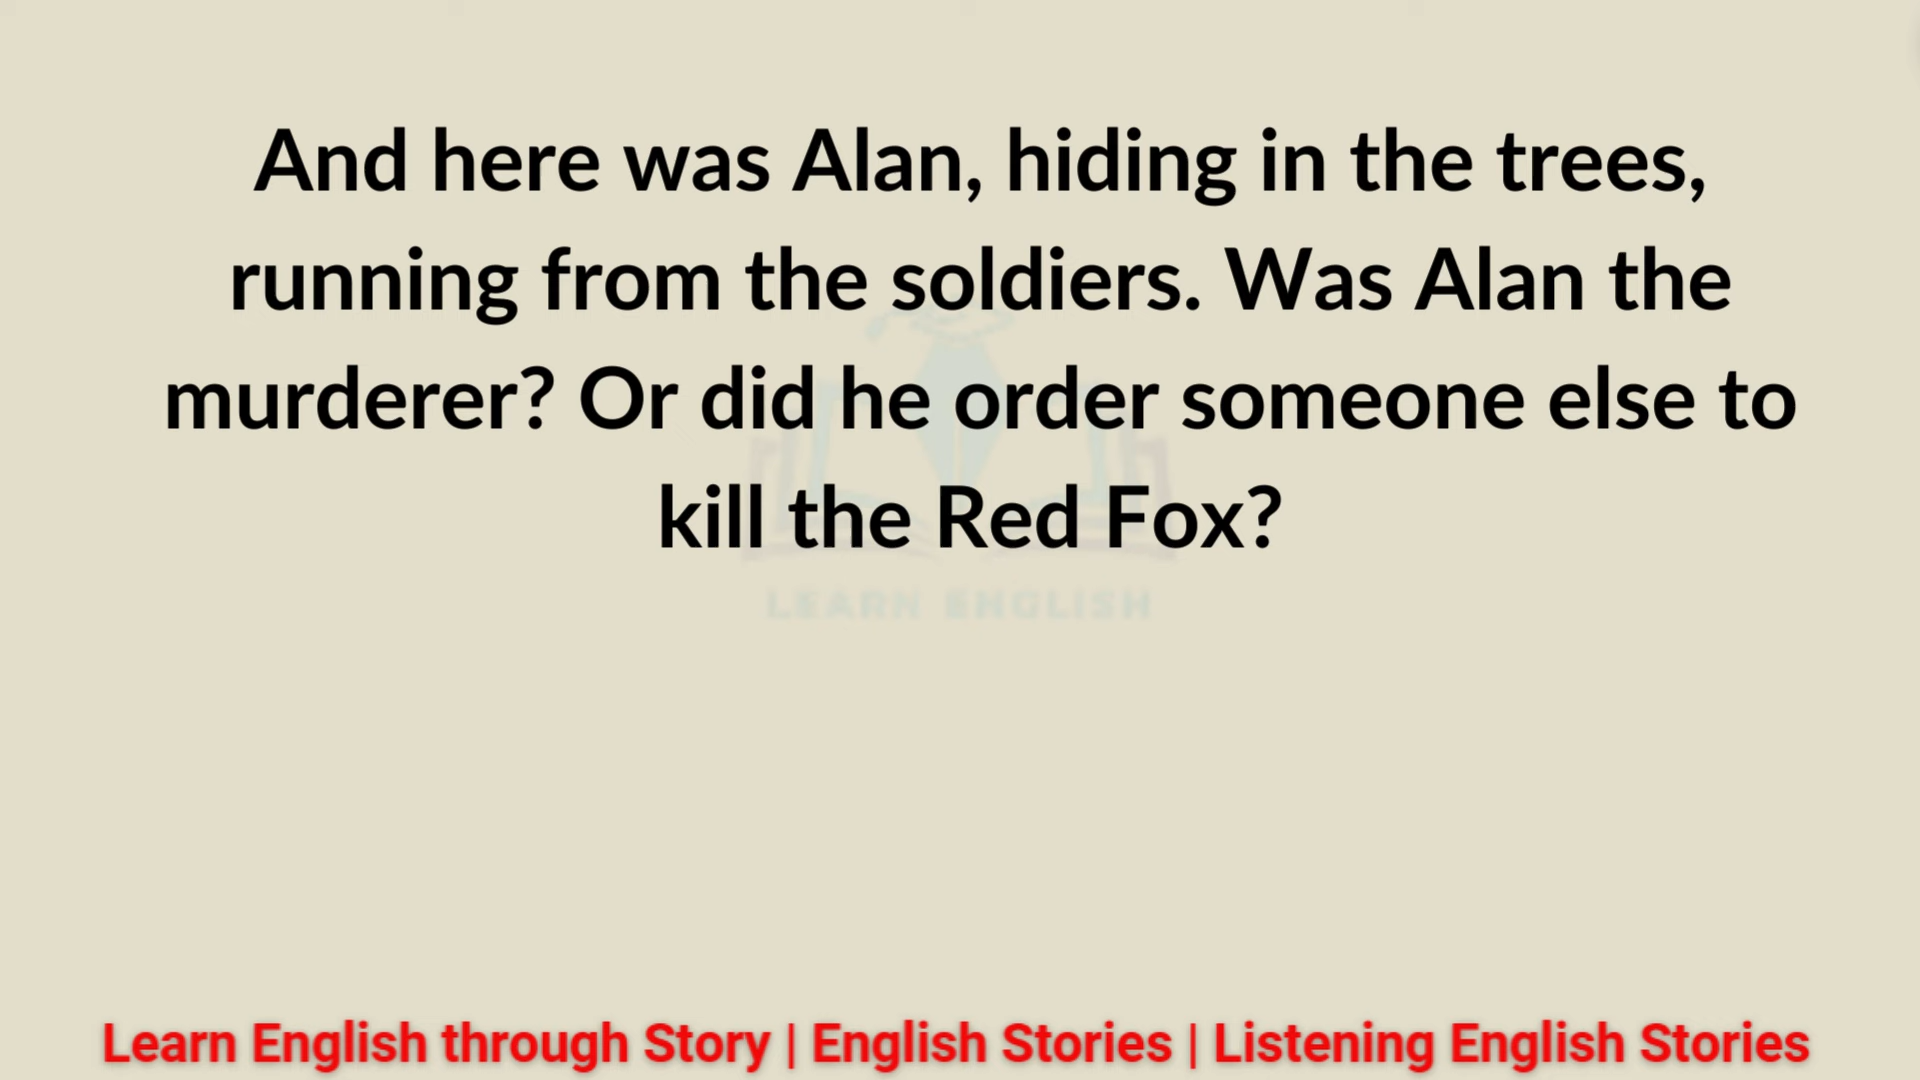 And here was Alan, hiding in the trees,
running from the soldiers. Was Alan the
murderer? Or did he order someone else to
kill the Red Fox?
LEARN ENGLISH
Learn English through Story | English Stories | Listening English Stories